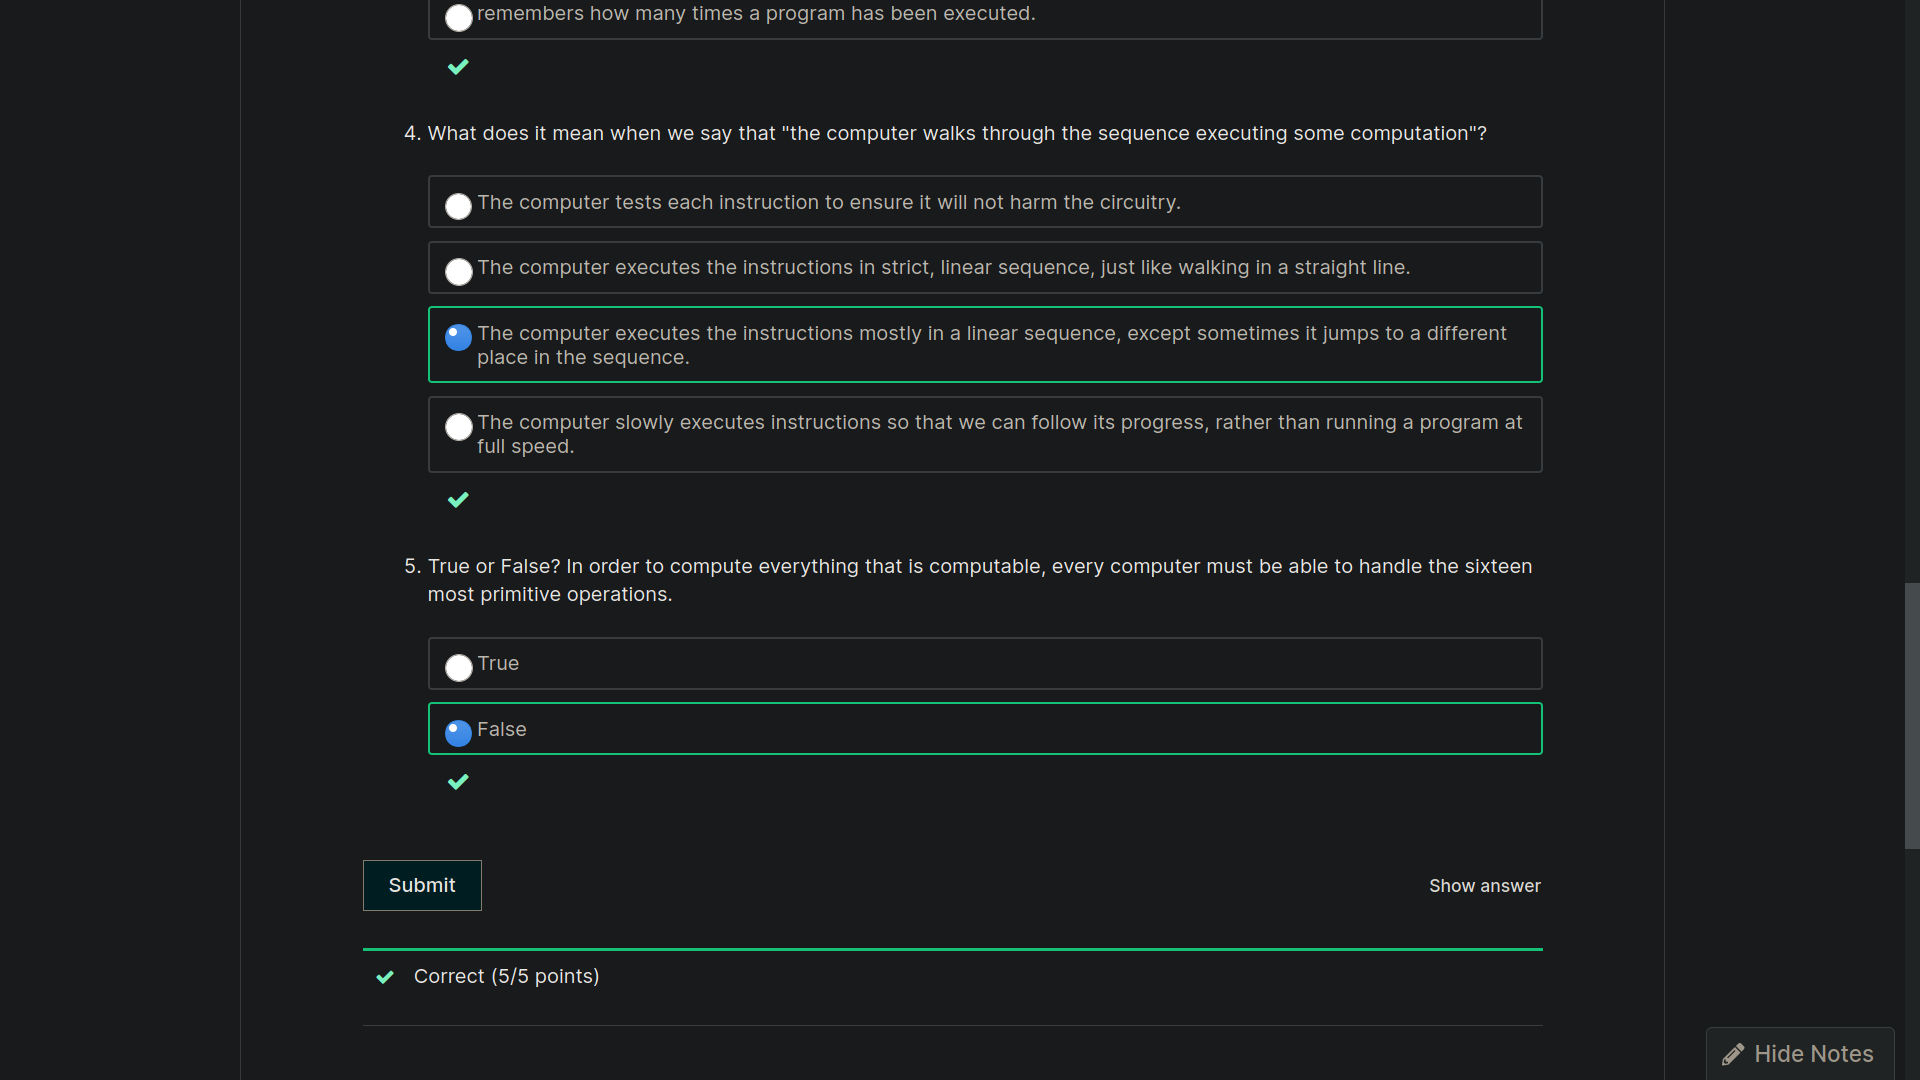 remembers how many times a program has been executed.
4. What does it mean when we say that "the computer walks through the sequence executing some computation"?
The computer tests each instruction to ensure it will not harm the circuitry.
The computer executes the instructions in strict, linear sequence, just like walking in a straight line.
The computer executes the instructions mostly in a linear sequence, except sometimes it jumps to a different
place in the sequence.
The computer slowly executes instructions so that we can follow its progress, rather than running a program at
full speed.
5. True or False? In order to compute everything that is computable, every computer must be able to handle the sixteen
most primitive operations.
True
False
Submit
Show answer
Correct (5/5 points)
Hide Notes